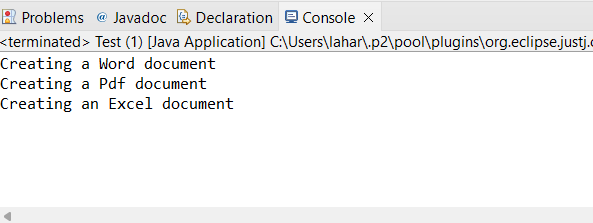 Problems @ Javadoc Declaration Console
<terminated> Test (1) [Java Application] C:\Users\lahar\.p2\pool\plugins\org.eclipse.justj.
Creating a Word document
Creating a Pdf document
Creating an Excel document